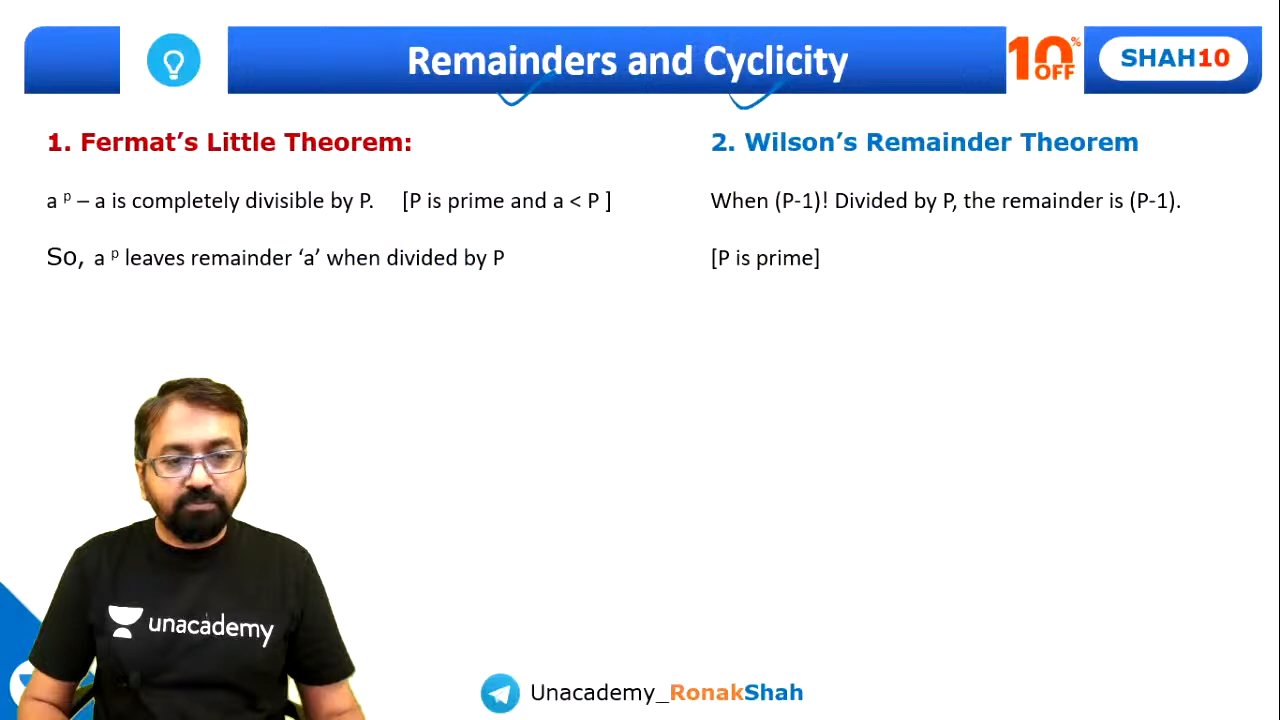 Remainders and Cyclicity
10% OFF
SHAH10
1. Fermat’s Little Theorem:
a ᵖ – a is completely divisible by P. [P is prime and a < P ]
So, a ᵖ leaves remainder ‘a’ when divided by P
2. Wilson’s Remainder Theorem
When (P-1)! Divided by P, the remainder is (P-1).
[P is prime]
unacademy
Unacademy_RonakShah